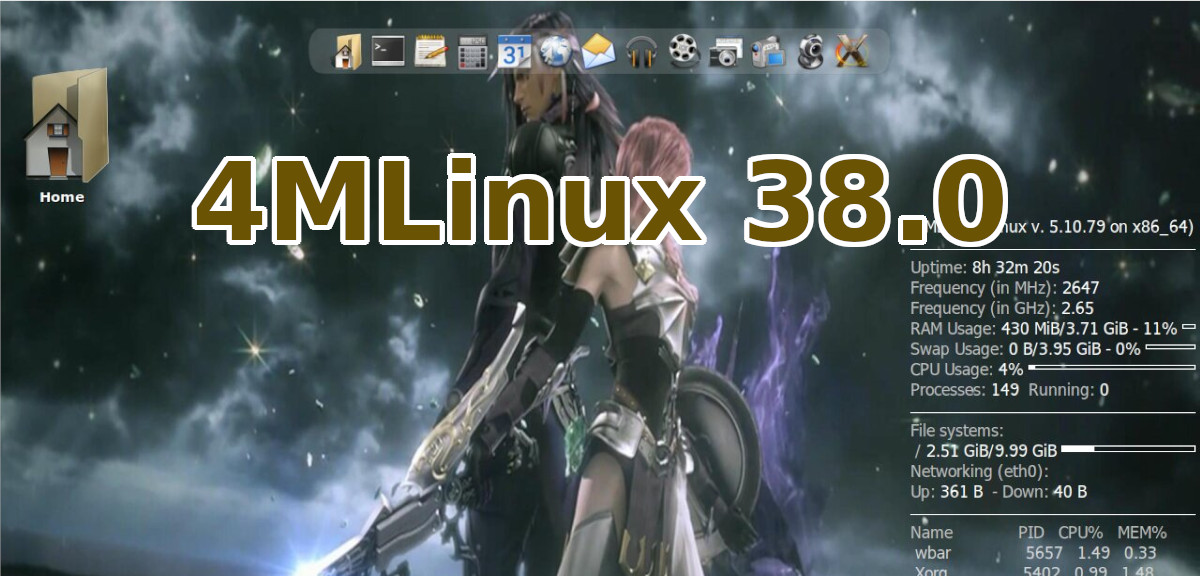 31
Home
4MLinux 38.0
nux v. 5.10.79 on x86_64)
Uptime: 8h 32m 20s
Frequency (in MHz): 2647
Frequency (in GHz): 2.65
RAM Usage: 430 MiB/3.71 GiB - 11%
Swap Usage: 0 B/3.95 GiB - 0%
CPU Usage: 4%
Processes: 149 Running: 0
File systems:
/ 2.51 GiB/9.99 GiB
Networking (eth0):
Up: 361 B - Down: 40 B
Name PID CPU% MEM%
wbar 5657 1.49 0.33
Xorg 5402 0.99 1.48